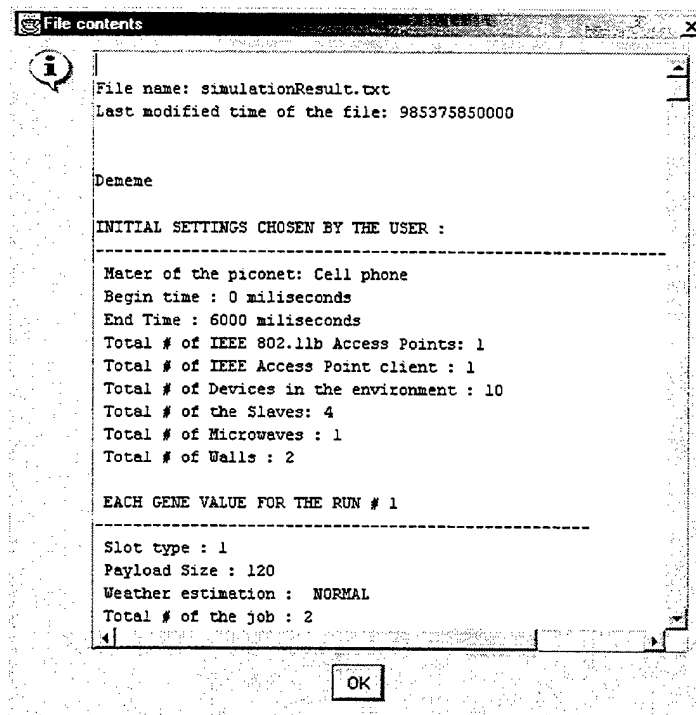 File contents
File name: simulationResult.txt
Last modified time of the file: 985375850000
Dememe
INITIAL SETTINGS CHOSEN BY THE USER :
Mater of the piconet: Cell phone
Begin time : 0 miliseconds
End Time : 6000 miliseconds
Total # of IEEE 802.11b Access Points: 1
Total # of IEEE Access Point client : 1
Total # of Devices in the environment : 10
Total # of the Slaves: 4
Total # of Microwaves : 1
Total # of Walls : 2
EACH GENE VALUE FOR THE RUN # 1
Slot type : 1
Payload Size : 120
Weather estimation :  NORMAL
Total # of the job : 2
OK